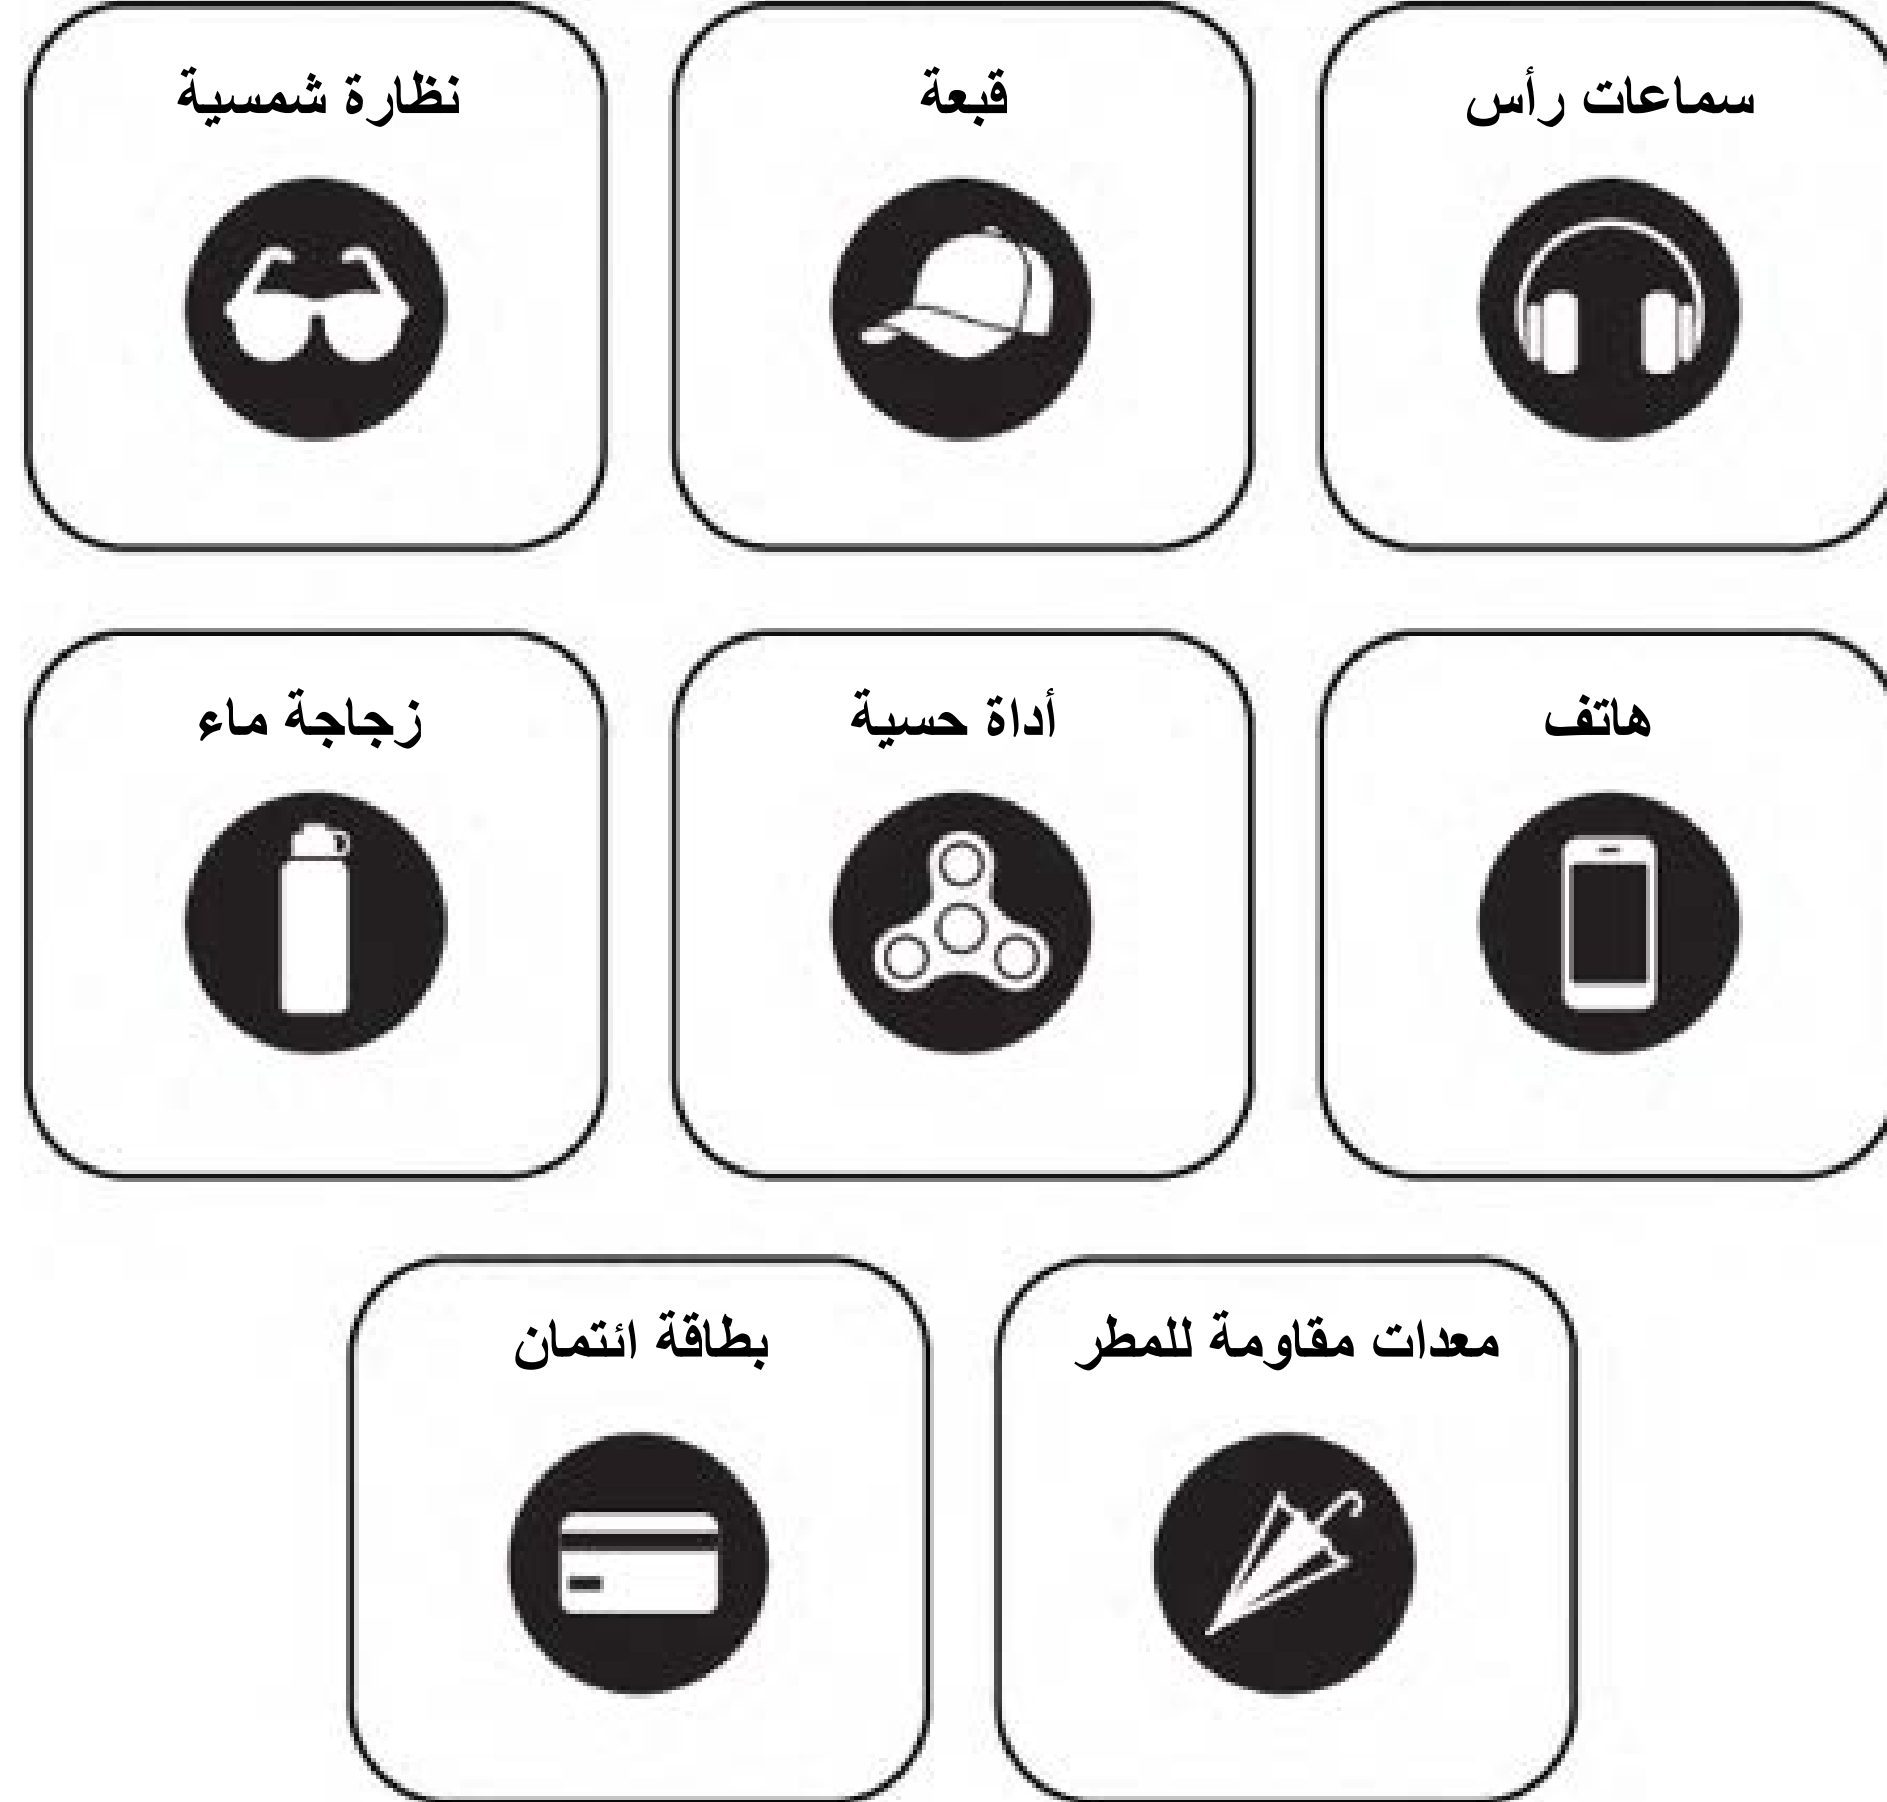 سماعات رأس
قبعة
نظارة شمسية
هاتف
أداة حسية
زجاجة ماء
معدات مقاومة للمطر
بطاقة ائتمان